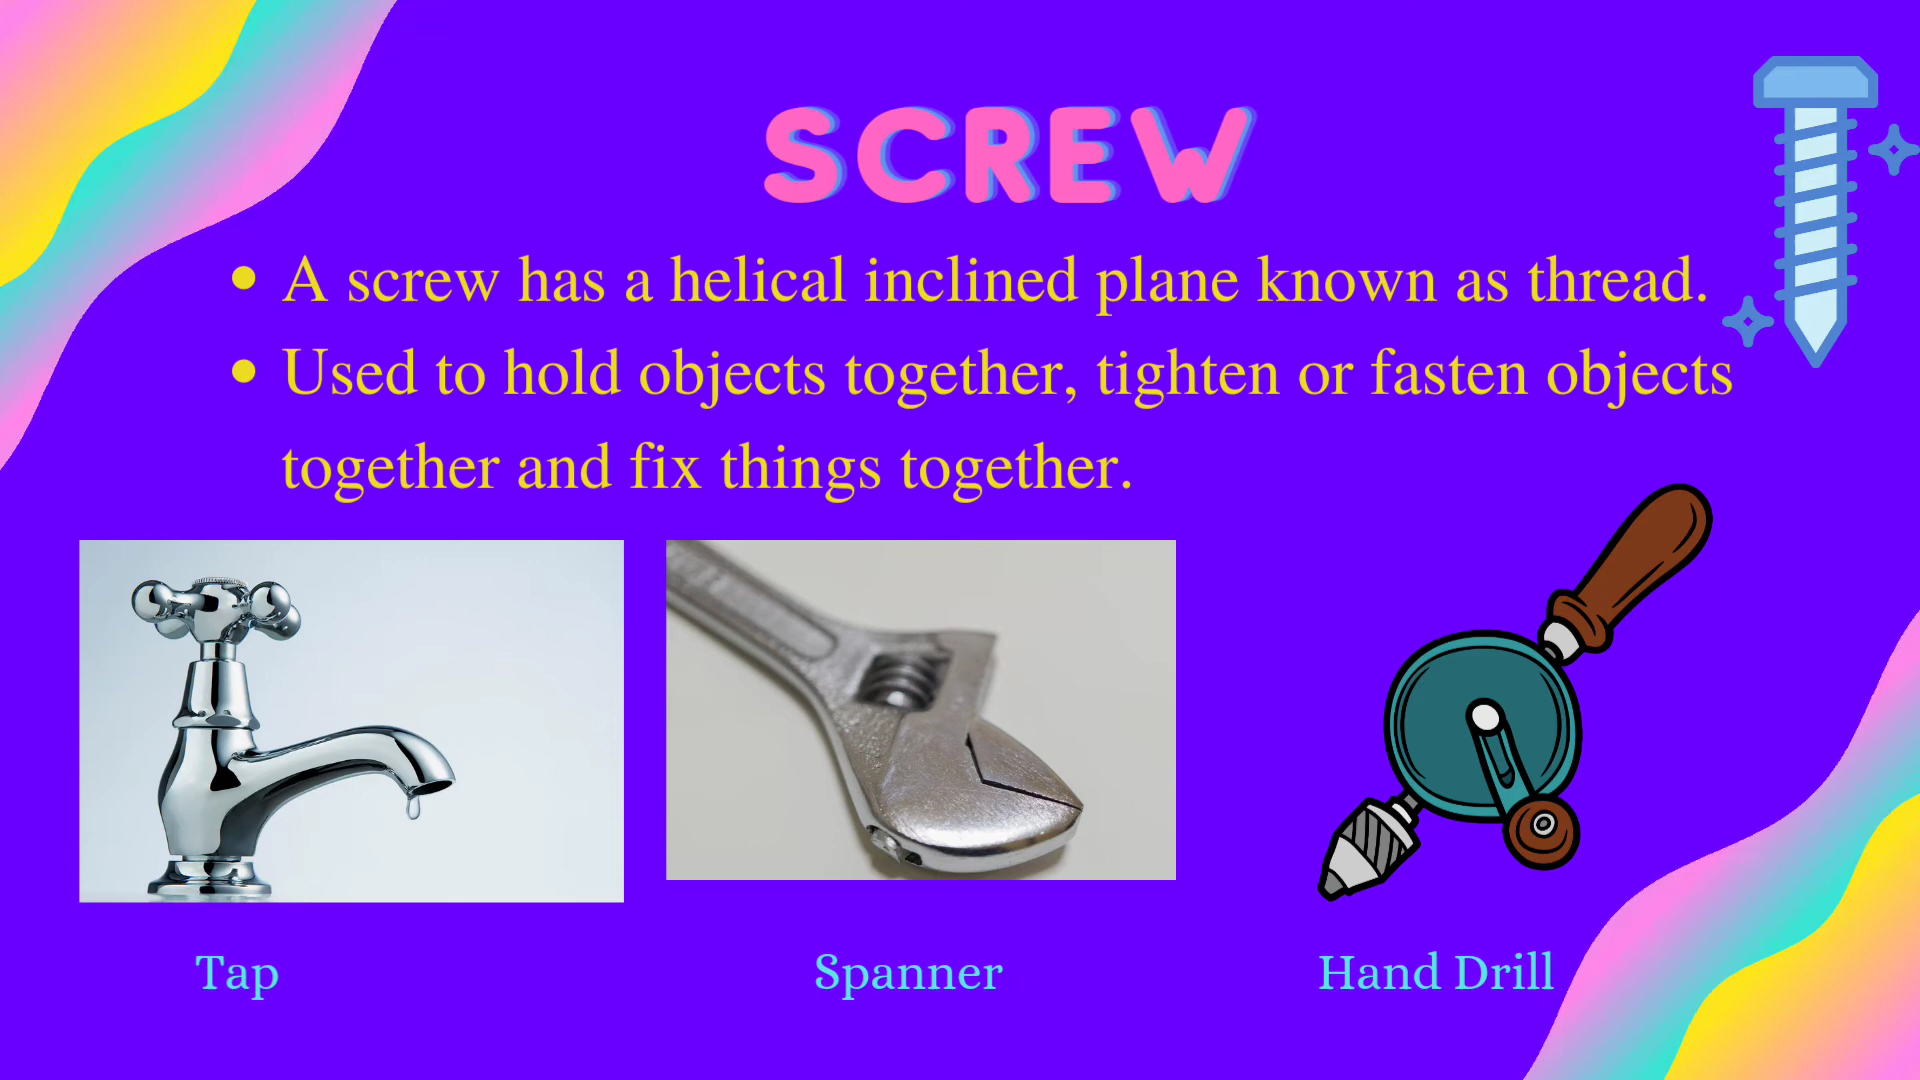 SCREW
• A screw has a helical inclined plane known as thread.
• Used to hold objects together, tighten or fasten objects
together and fix things together.
Tap
Spanner
Hand Drill